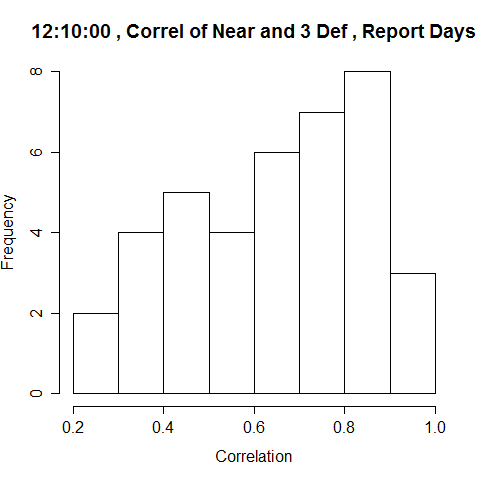 12:10:00 , Correl of Near and 3 Def , Report Days
Frequency
8
6
4
2
0
0.2 0.4 0.6 0.8 1.0
Correlation